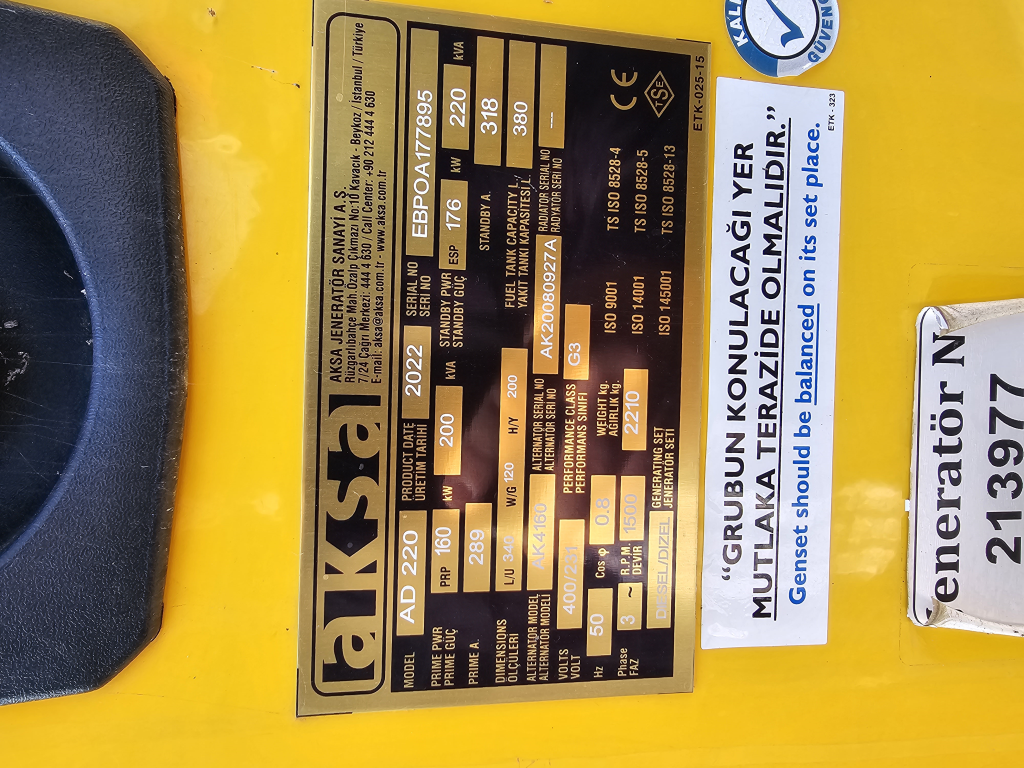 aksa
AKSA JENERATÖR SANAYİ A.Ş.
Rüzgarlıbahçe Mah. Özalp Çıkmazı No:10 Kavacık - Beykoz / İstanbul / Türkiye
7/24 Çağrı Merkezi: 444 4 630 / Call Center: +90 212 444 4 630
E-mail: aksa@aksa.com.tr - www.aksa.com.tr
MODEL AD 220 PRODUCT DATE 2022 SERIAL NO EBPOA177895
ÜRETİM TARİHİ SERİ NO
PRIME PWR PRP 160 kW 200 kVA STANDBY PWR ESP 176 kW 220 kVA
PRIME GÜÇ STANDBY GÜÇ
PRIME A. 289 STANDBY A. 318
DIMENSIONS L/U 340 W/G 120 H/Y 200 FUEL TANK CAPACITY L. 380
ÖLÇÜLERİ YAKIT TANKI KAPASİTESİ L.
ALTERNATOR MODEL AK4160 ALTERNATOR SERIAL NO AK20080927A RADIATOR SERIAL NO ---
ALTERNATÖR MODELİ ALTERNATÖR SERI NO RADYATÖR SERI NO
VOLTS 400/231 PERFORMANCE CLASS G3
VOLT PERFORMANS SINIFI
Hz 50 Cos φ 0.8 WEIGHT kg. 2210 ISO 9001 TS ISO 8528-4
AĞIRLIK kg.
Phase 3 ~ R.P.M. 1500 ISO 14001 TS ISO 8528-5
FAZ DEVİR
DIESEL/DIZEL GENERATING SET ISO 145001 TS ISO 8528-13
JENERATÖR SETİ
CE
TSE
ETK-025-15
KALİ
GÜVENC
ETK - 323
“GRUBUN KONULACAĞI YER
MUTLAKA TERAZİDE OLMALIDIR.”
Genset should be balanced on its set place.
eneratör N
213977